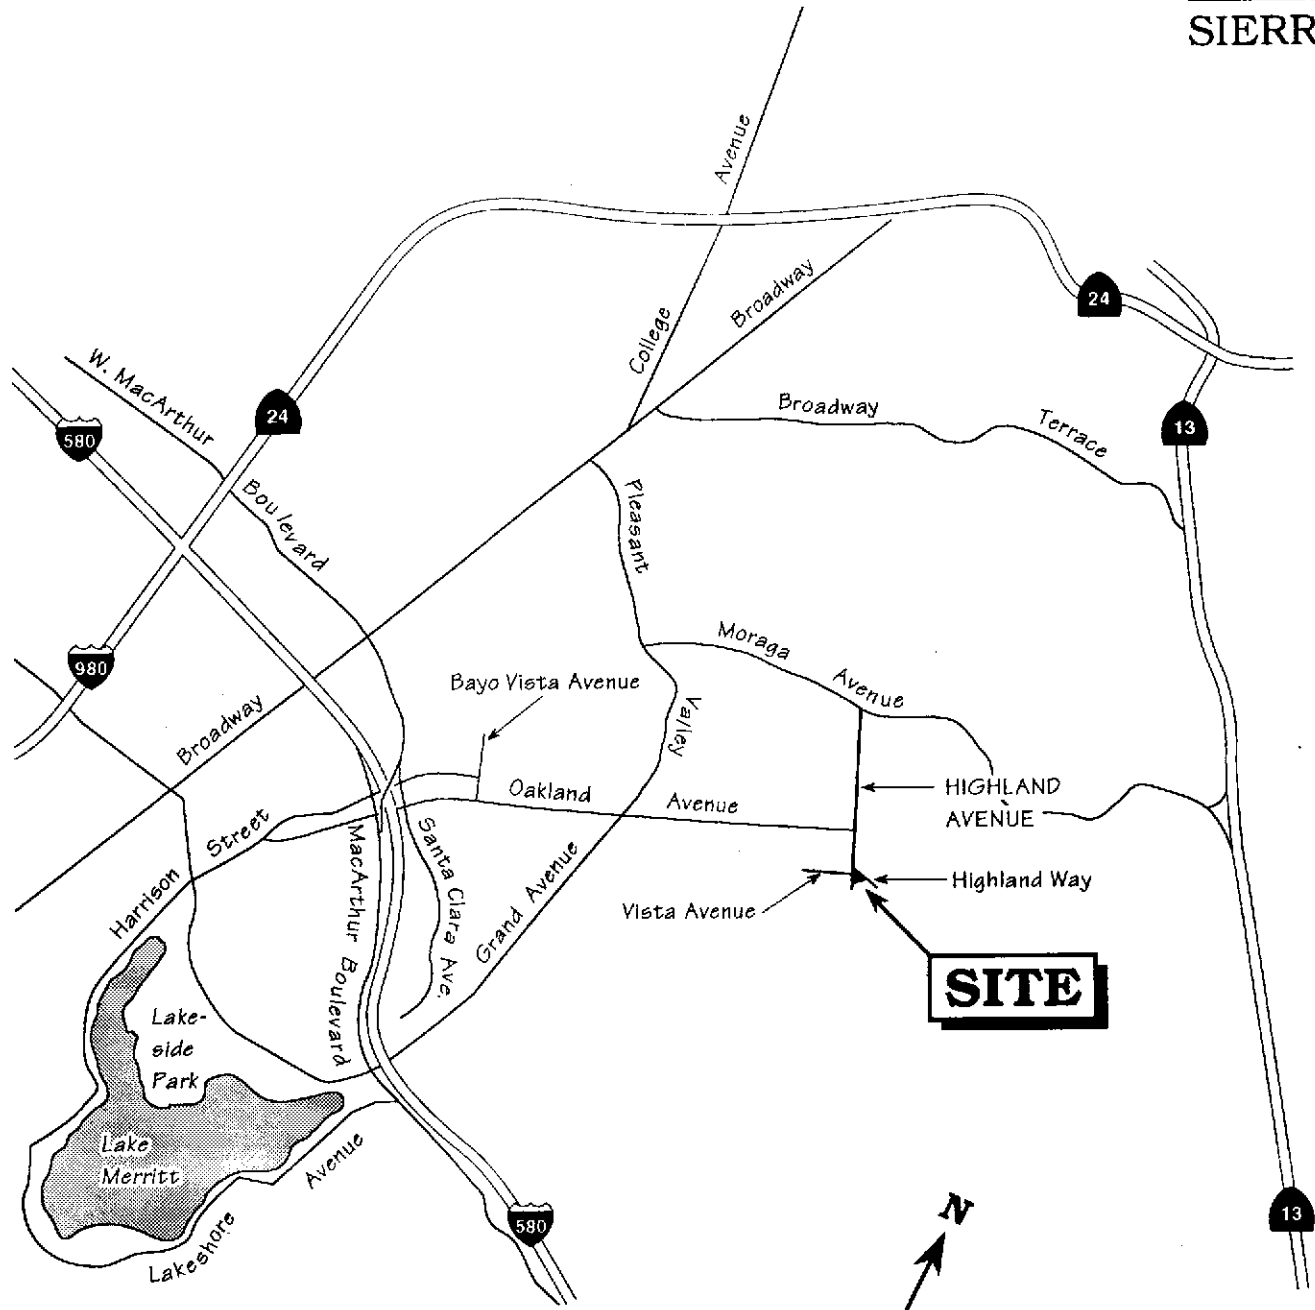 SIERR
Avenue
24
College
Broadway
W. MacArthur
Boulevard
580
24
Broadway
Terrace
13
Pleasant
Valley
980
Moraga
Avenue
Bayo Vista Avenue
Broadway
Oakland
Avenue
HIGHLAND
AVENUE
Harrison
Street
MacArthur Boulevard
Santa Clara Ave.
Grand Avenue
Vista Avenue
Highland Way
SITE
Lake-
side
Park
Lake
Merritt
Lakeshore
Avenue
580
N
13